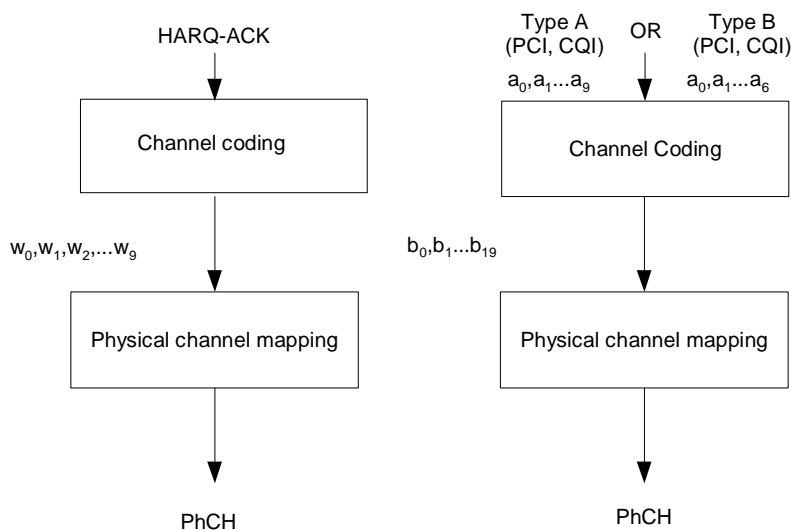 HARQ-ACK
Channel coding
w0,w1,w2,...w9
Physical channel mapping
PhCH
Type A
(PCI, CQI)
OR
Type B
(PCI, CQI)
a0,a1...a9
a0,a1...a6
Channel Coding
b0,b1...b19
Physical channel mapping
PhCH